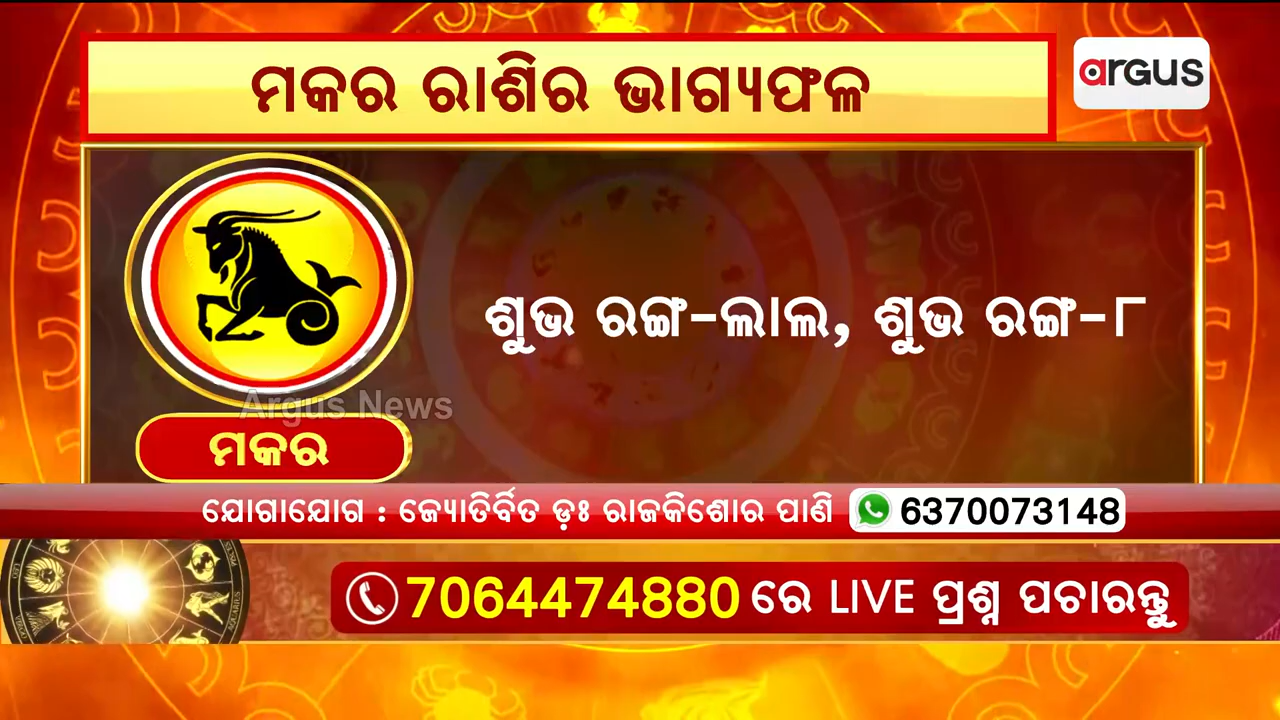 ମକର ରାଶିର ଭାଗ୍ୟଫଳ
argus
ଶୁଭ ରଙ୍ଗ-ଲାଲ, ଶୁଭ ରଙ୍ଗ-୮
Argus News
ମକର
ଯୋଗାଯୋଗ : ଜ୍ୟୋତିର୍ବିତ ଡ଼ଃ ରାଜକିଶୋର ପାଣି 6370073148
7064474880 ରେ LIVE ପ୍ରଶ୍ନ ପଚାରନ୍ତୁ